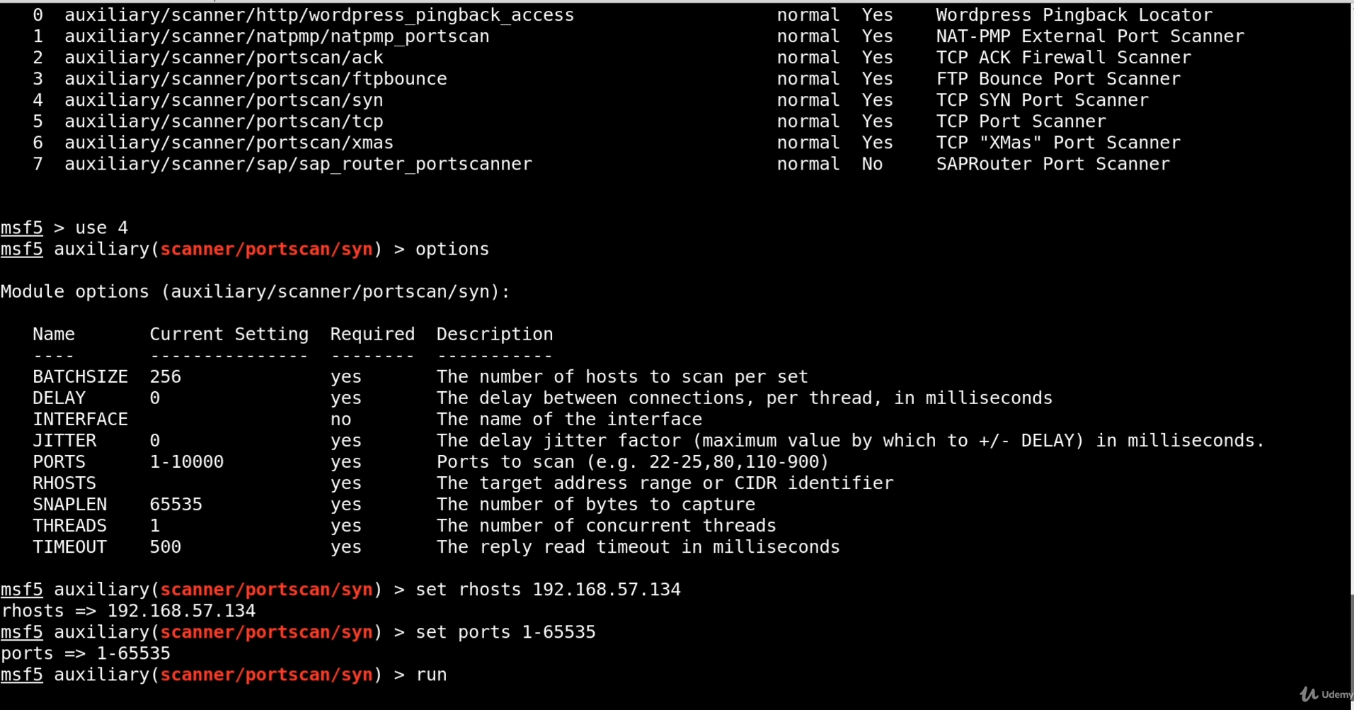 0  auxiliary/scanner/http/wordpress_pingback_access                   normal  Yes    Wordpress Pingback Locator
1  auxiliary/scanner/natpmp/natpmp_portscan                           normal  Yes    NAT-PMP External Port Scanner
2  auxiliary/scanner/portscan/ack                                     normal  Yes    TCP ACK Firewall Scanner
3  auxiliary/scanner/portscan/ftpbounce                               normal  Yes    FTP Bounce Port Scanner
4  auxiliary/scanner/portscan/syn                                     normal  Yes    TCP SYN Port Scanner
5  auxiliary/scanner/portscan/tcp                                     normal  Yes    TCP Port Scanner
6  auxiliary/scanner/portscan/xmas                                    normal  Yes    TCP "XMas" Port Scanner
7  auxiliary/scanner/sap/sap_router_portscanner                       normal  No     SAPRouter Port Scanner
msf5 > use 4
msf5 auxiliary(scanner/portscan/syn) > options
Module options (auxiliary/scanner/portscan/syn):
Name       Current Setting  Required  Description
----       ---------------  --------  -----------
BATCHSIZE  256              yes       The number of hosts to scan per set
DELAY      0                yes       The delay between connections, per thread, in milliseconds
INTERFACE                   no        The name of the interface
JITTER     0                yes       The delay jitter factor (maximum value by which to +/- DELAY) in milliseconds.
PORTS      1-10000          yes       Ports to scan (e.g. 22-25,80,110-900)
RHOSTS                      yes       The target address range or CIDR identifier
SNAPLEN    65535            yes       The number of bytes to capture
THREADS    1                yes       The number of concurrent threads
TIMEOUT    500              yes       The reply read timeout in milliseconds
msf5 auxiliary(scanner/portscan/syn) > set rhosts 192.168.57.134
rhosts => 192.168.57.134
msf5 auxiliary(scanner/portscan/syn) > set ports 1-65535
ports => 1-65535
msf5 auxiliary(scanner/portscan/syn) > run
Udemy